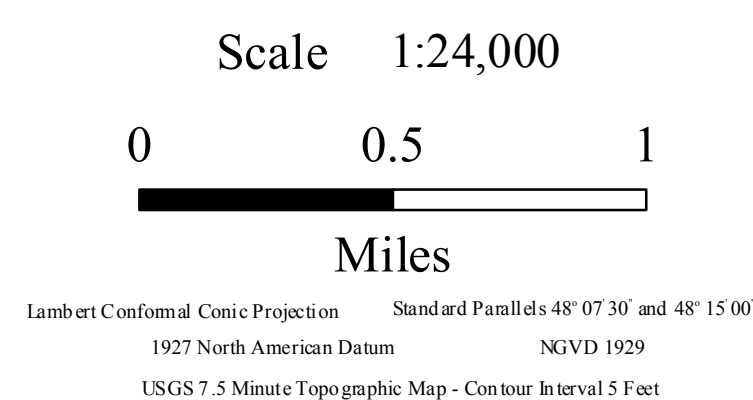 Scale 1:24,000
0 0.5 1
Miles
Lambert Conformal Conic Projection Standard Parallels 48° 07' 30" and 48° 15' 00"
1927 North American Datum NGVD 1929
USGS 7.5 Minute Topographic Map - Contour Interval 5 Feet